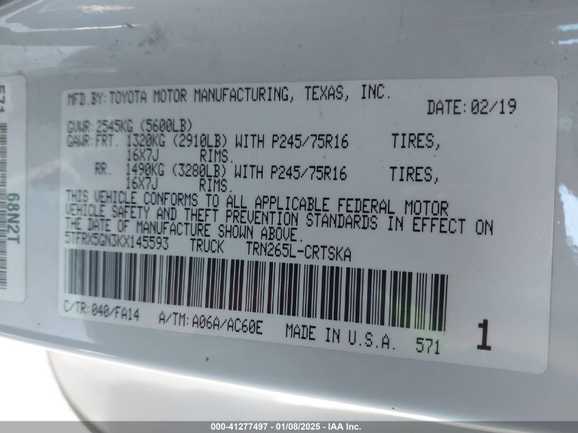 MFD.BY:TOYOTA MOTOR MANUFACTURING, TEXAS, INC.
DATE:02/19
GVWR:2545KG (5600LB)
GAWR:FRT. 1320KG (2910LB) WITH P245/75R16 TIRES,
16X7J RIMS.
RR. 1490KG (3280LB) WITH P245/75R16 TIRES,
16X7J RIMS.
THIS VEHICLE CONFORMS TO ALL APPLICABLE FEDERAL MOTOR
VEHICLE SAFETY AND THEFT PREVENTION STANDARDS IN EFFECT ON
THE DATE OF MANUFACTURE SHOWN ABOVE.
5TFRX5GN3KX145593 TRUCK TRN265L-CRTSKA
C/TR:040/FA14 A/TM:A06A/AC60E MADE IN U.S.A. 571
1
571
68N2T
000-41277497 - 01/08/2025 - IAA Inc.